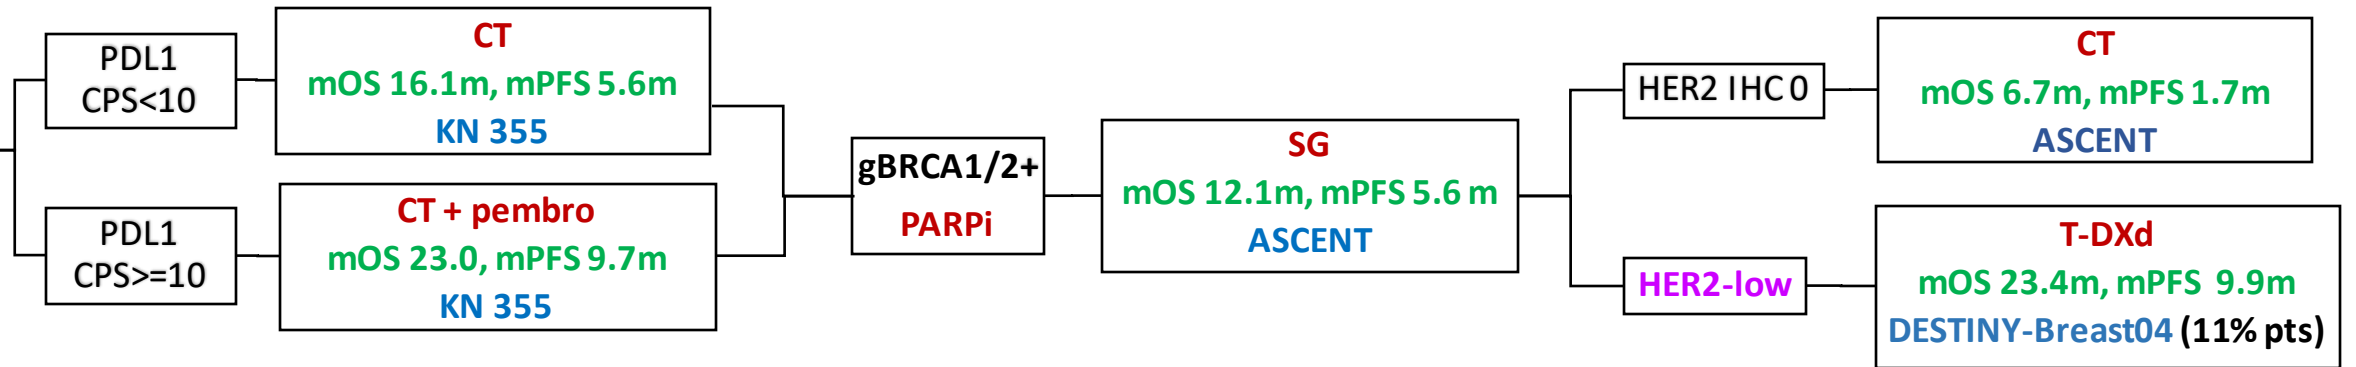 PDL1
CPS<10
CT
mOS 16.1m, mPFS 5.6m
KN 355
PDL1
CPS>=10
CT + pembro
mOS 23.0, mPFS 9.7m
KN 355
gBRCA1/2+
PARPi
SG
mOS 12.1m, mPFS 5.6 m
ASCENT
HER2 IHC 0
CT
mOS 6.7m, mPFS 1.7m
ASCENT
HER2-low
T-DXd
mOS 23.4m, mPFS 9.9m
DESTINY-Breast04 (11% pts)